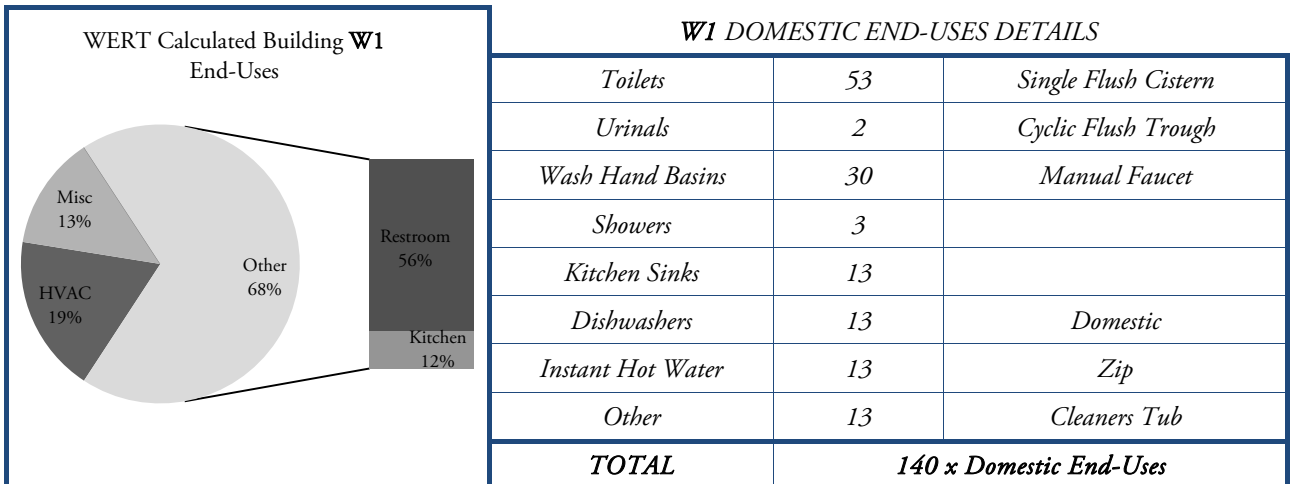 WERT Calculated Building W1
End-Uses
Misc
13%
HVAC
19%
Other
68%
Restroom
56%
Kitchen
12%
W1 DOMESTIC END-USES DETAILS
Toilets 53 Single Flush Cistern
Urinals 2 Cyclic Flush Trough
Wash Hand Basins 30 Manual Faucet
Showers 3
Kitchen Sinks 13
Dishwashers 13 Domestic
Instant Hot Water 13 Zip
Other 13 Cleaners Tub
TOTAL 140 x Domestic End-Uses